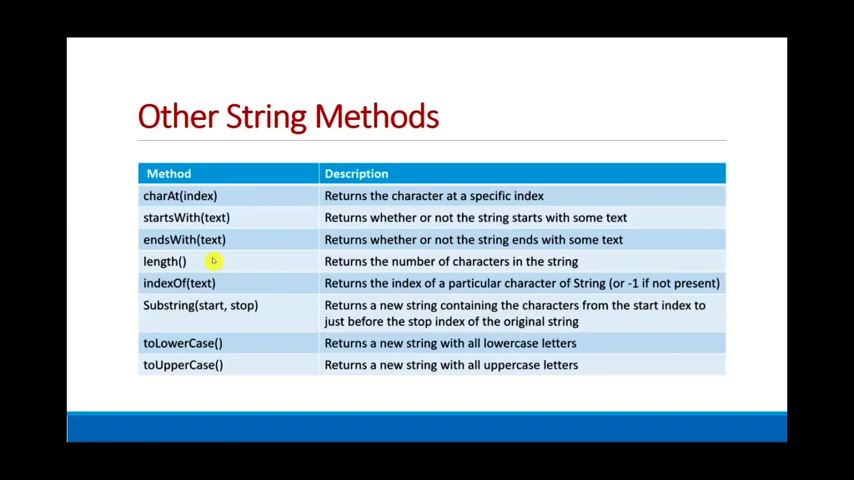 Other String Methods
Method Description
charAt(index) Returns the character at a specific index
startsWith(text) Returns whether or not the string starts with some text
endsWith(text) Returns whether or not the string ends with some text
length() Returns the number of characters in the string
indexOf(text) Returns the index of a particular character of String (or -1 if not present)
Substring(start, stop) Returns a new string containing the characters from the start index to
just before the stop index of the original string
toLowerCase() Returns a new string with all lowercase letters
toUpperCase() Returns a new string with all uppercase letters